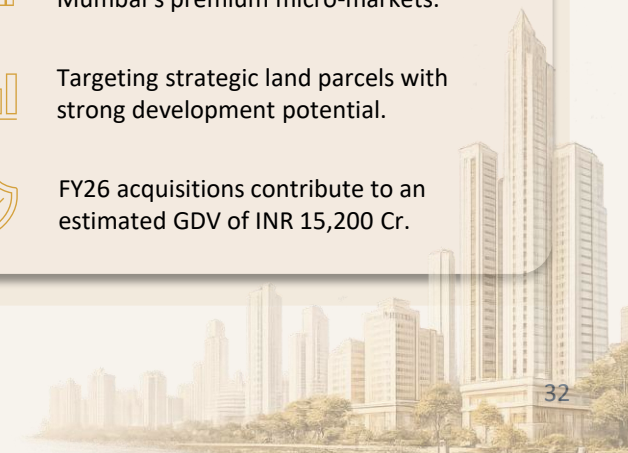 Mumbai's premium micro-markets.
Targeting strategic land parcels with
strong development potential.
FY26 acquisitions contribute to an
estimated GDV of INR 15,200 Cr.
32